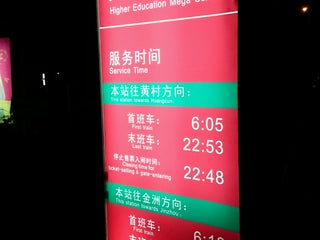 Higher Education Mega
服务时间
Service Time
本站往黄村方向：
This station towards Huangcun:
首班车：
First train
6:05
末班车：
Last train
22:53
停止售票入闸时间：
Closing time for
ticket-selling & gate-entering
22:48
本站往金洲方向：
This station towards Jinzhou:
首班车：
First train